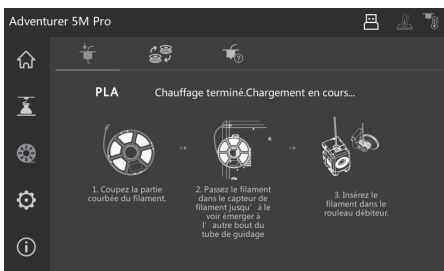 Adventurer 5M Pro
PLA
Chauffage terminé.Chargement en cours...
1. Coupez la partie
courbée du filament.
2. Passez le filament
dans le capteur de
filament jusqu' à le
voir émerger à
l' autre bout du
tube de guidage
3. Insérez le
filament dans le
rouleau débiteur.